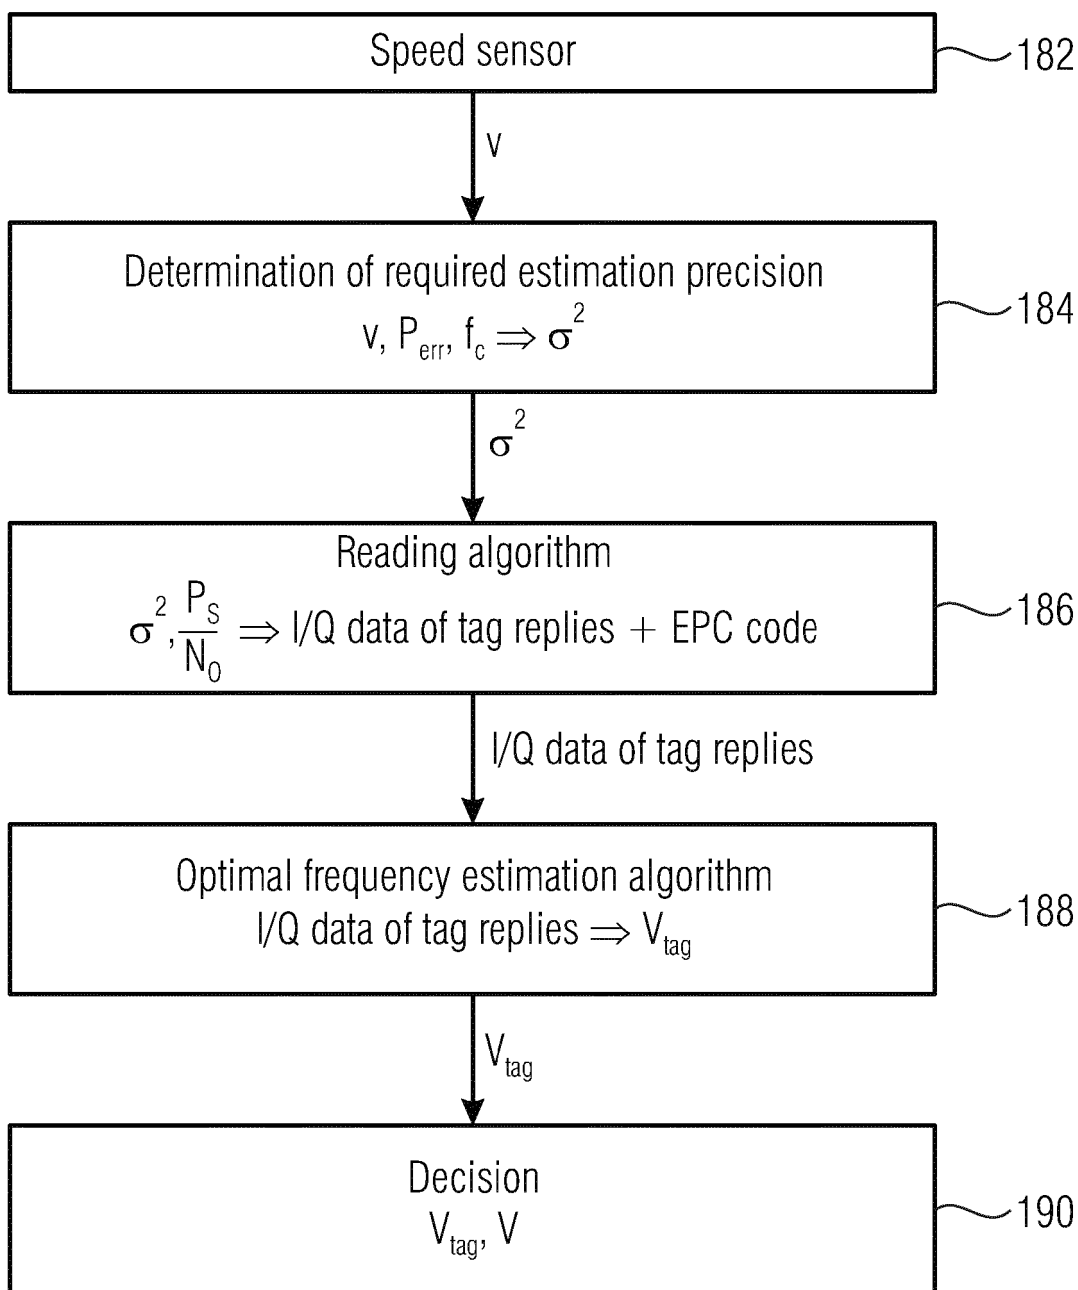 Speed sensor
182
v
Determination of required estimation precision
v, P_err, f_c ⇒ σ²
184
σ²
Reading algorithm
σ², P_S/N_0 ⇒ I/Q data of tag replies + EPC code
186
I/Q data of tag replies
Optimal frequency estimation algorithm
I/Q data of tag replies ⇒ V_tag
188
V_tag
Decision
V_tag, V
190